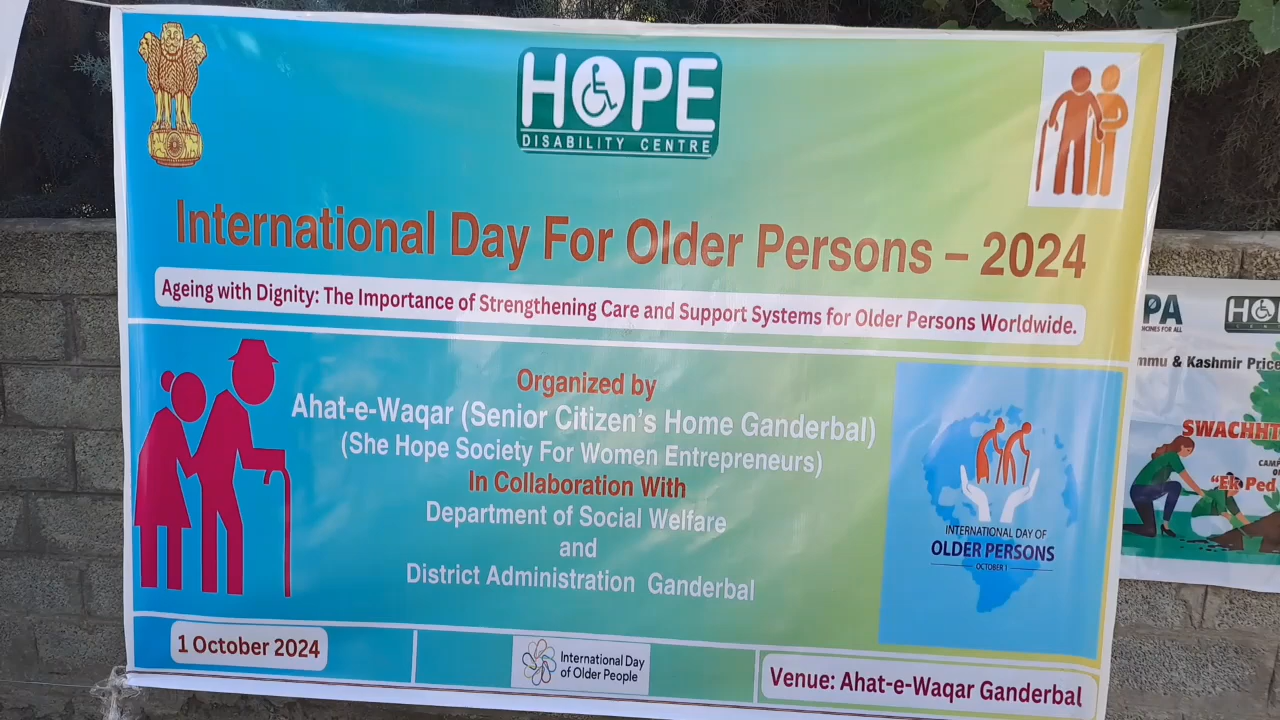 HOPE
DISABILITY CENTRE
International Day For Older Persons – 2024
Ageing with Dignity: The Importance of Strengthening Care and Support Systems for Older Persons Worldwide.
Organized by
Ahat-e-Waqar (Senior Citizen's Home Ganderbal)
(She Hope Society For Women Entrepreneurs)
In Collaboration With
Department of Social Welfare
and
District Administration Ganderbal
INTERNATIONAL DAY OF
OLDER PERSONS
OCTOBER 1
1 October 2024
International Day
of Older People
Venue: Ahat-e-Waqar Ganderbal
PA
HO
mmu & Kashmir Price
SWACHHT
"Ek Ped